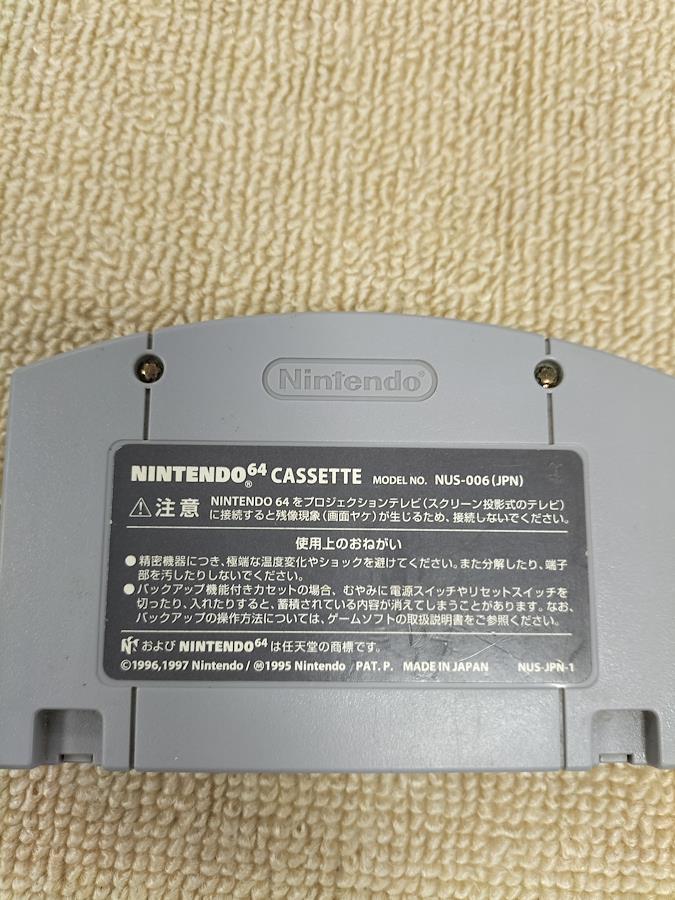 Nintendo®
NINTENDO64® CASSETTE MODEL NO. NUS-006(JPN)
⚠注意 NINTENDO 64をプロジェクションテレビ(スクリーン投影式のテレビ)
に接続すると残像現象(画面ヤケ)が生じるため、接続しないでください。
使用上のおねがい
●精密機器につき、極端な温度変化やショックを避けてください。また分解したり、端子
部を汚したりしないでください。
●バックアップ機能付きカセットの場合、むやみに電源スイッチやリセットスイッチを
切ったり、入れたりすると、蓄積されている内容が消えてしまうことがあります。なお、
バックアップの操作方法については、ゲームソフトの取扱説明書をご参照ください。
および NINTENDO64 は任天堂の商標です。
©1996,1997 Nintendo/Ⓜ1995 Nintendo/PAT. P. MADE IN JAPAN NUS-JPN-1